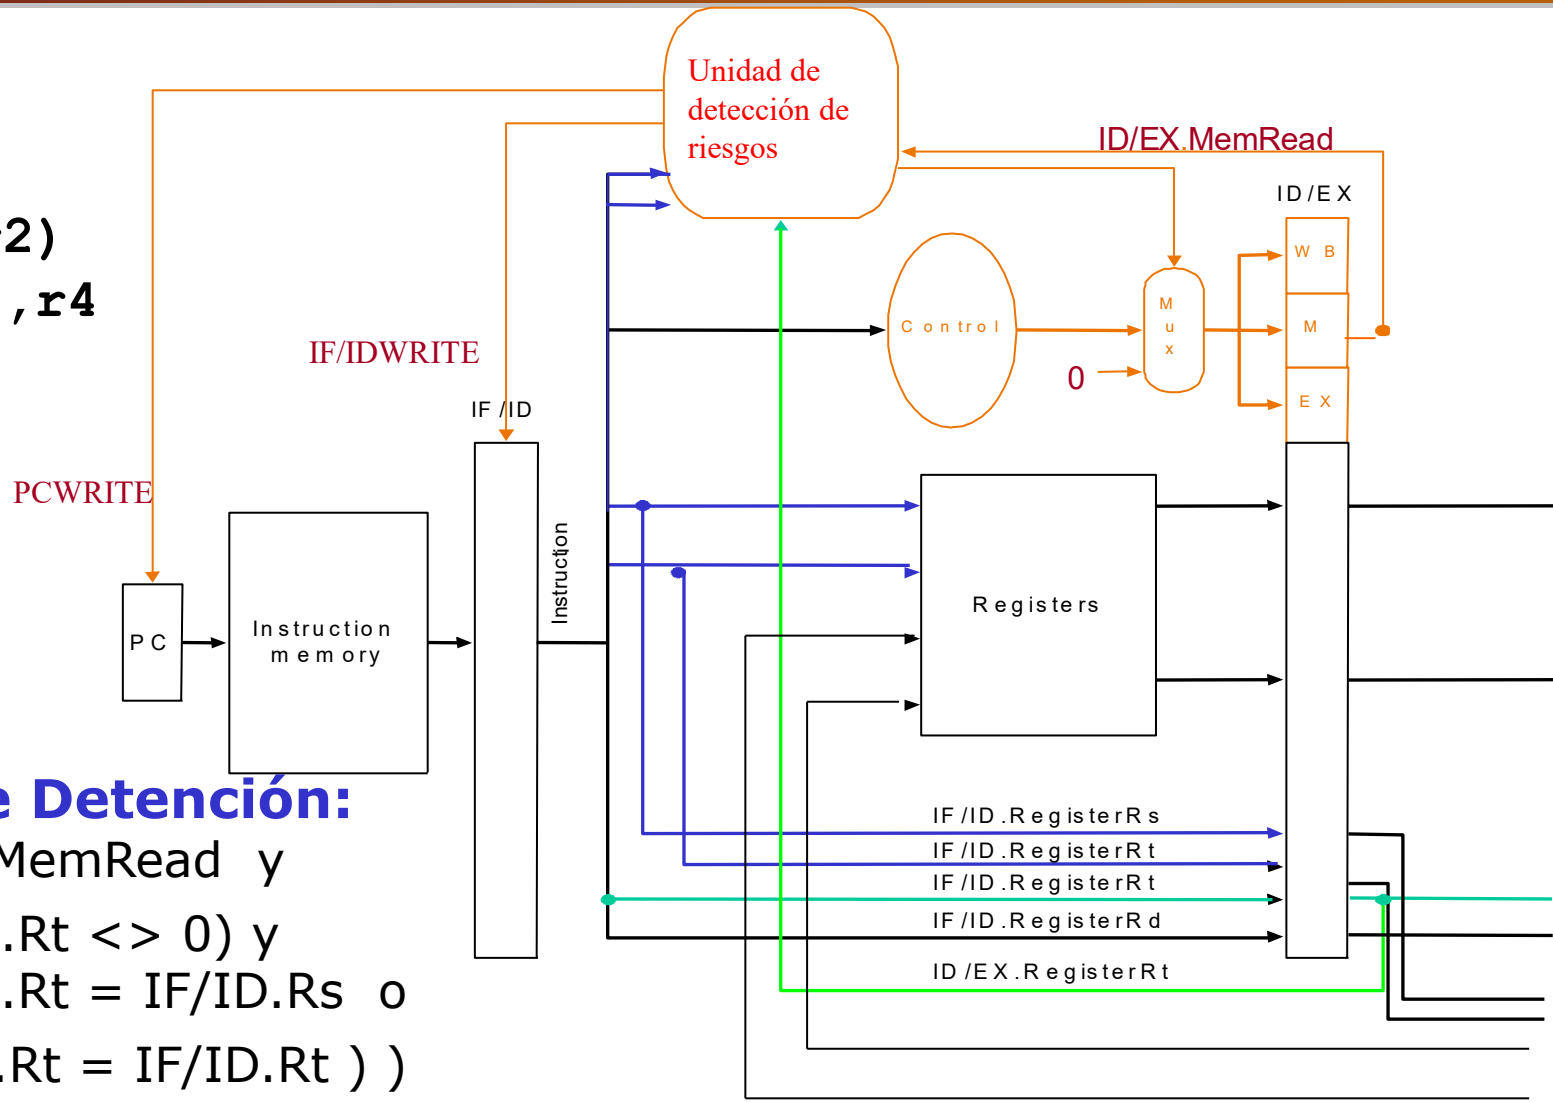 Unidad de
detección de
riesgos
ID/EX.MemRead
ID/EX
r2)
,r4
W B
M
u
x
Control
M
IF/IDWRITE
0
EX
IF/ID
PCWRITE
Instruction
Registers
PC
Instruction
memory
e Detención:
IF/ID.RegisterRs
MemRead y
IF/ID.RegisterRt
IF/ID.RegisterRt
.Rt <> 0) y
IF/ID.RegisterRd
ID/EX.RegisterRt
.Rt = IF/ID.Rs o
.Rt = IF/ID.Rt ) )